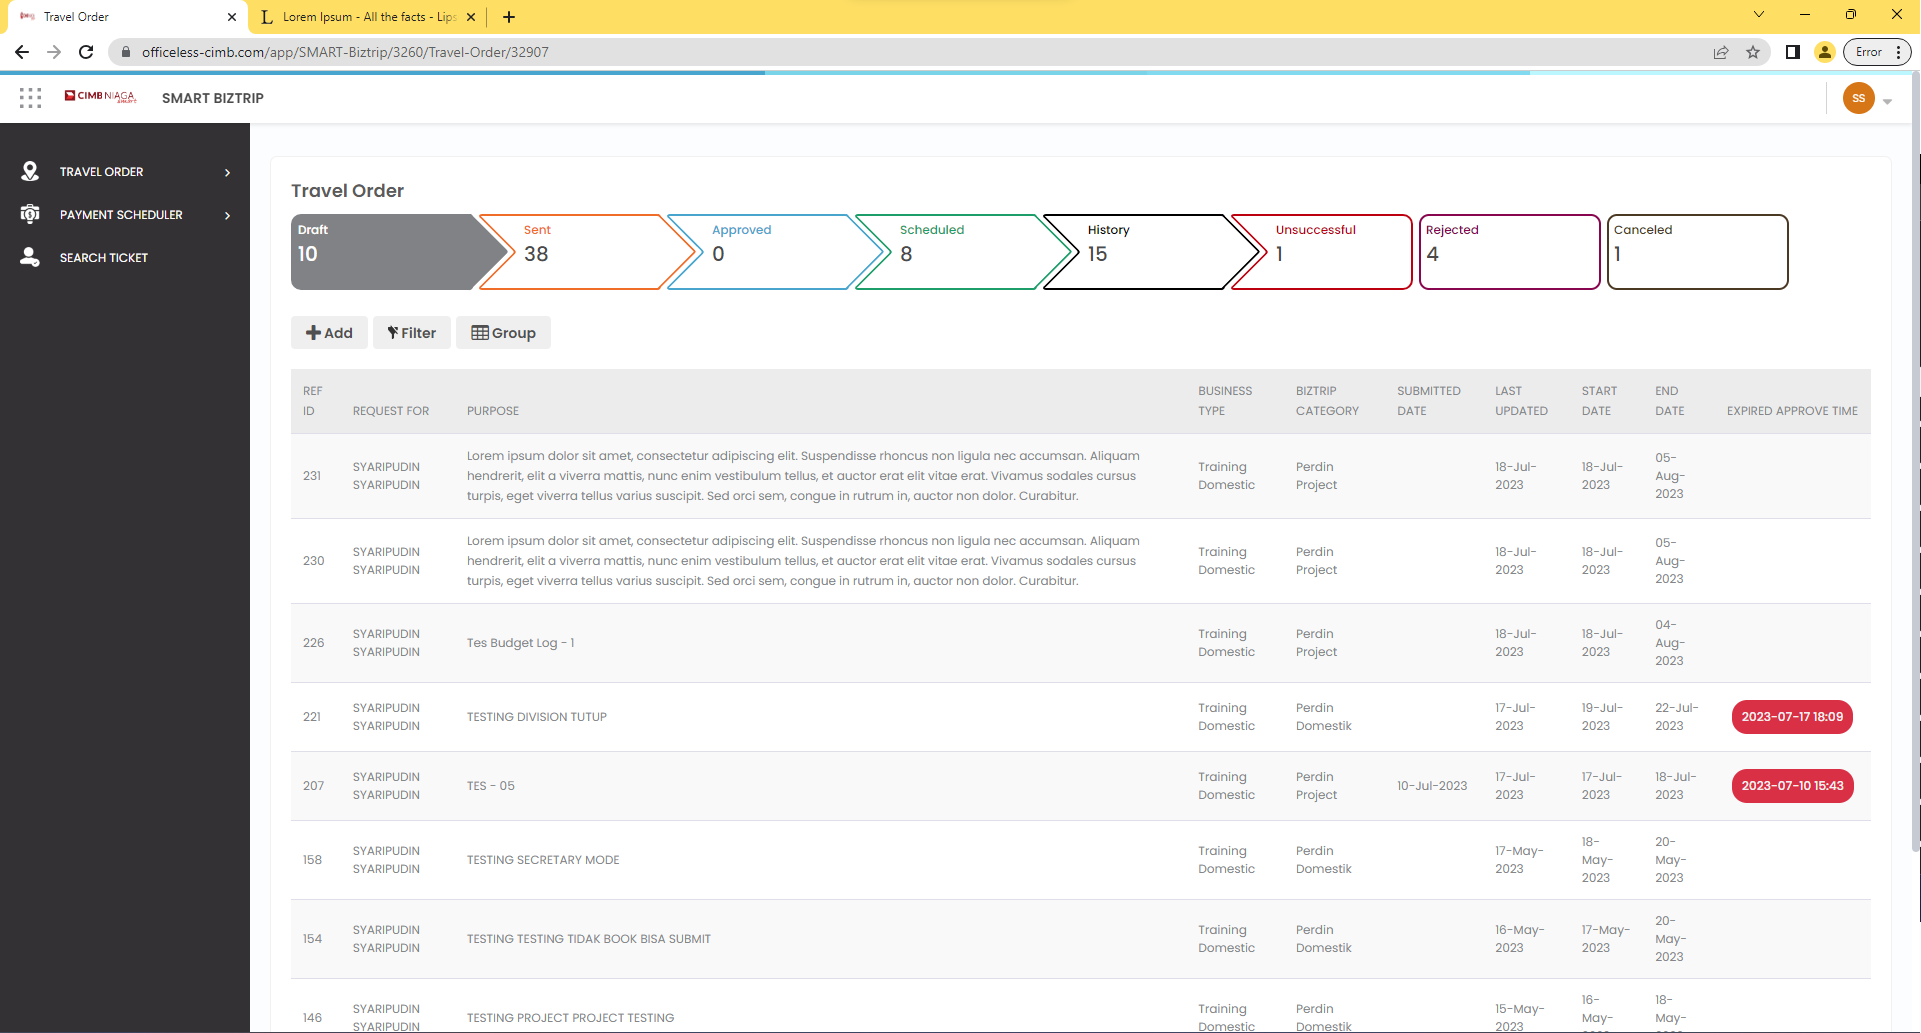 Travel Order
Lorem Ipsum - All the facts - Lips
officeless-cimb.com/app/SMART-Biztrip/3260/Travel-Order/32907
Error
CIMB NIAGA
SMART BIZTRIP
SS
TRAVEL ORDER
PAYMENT SCHEDULER
SEARCH TICKET
Travel Order
Draft
10
Sent
38
Approved
0
Scheduled
8
History
15
Unsuccessful
1
Rejected
4
Canceled
1
Add
Filter
Group
REF ID
REQUEST FOR
PURPOSE
BUSINESS TYPE
BIZTRIP CATEGORY
SUBMITTED DATE
LAST UPDATED
START DATE
END DATE
EXPIRED APPROVE TIME
231
SYARIPUDIN
SYARIPUDIN
Lorem ipsum dolor sit amet, consectetur adipiscing elit. Suspendisse rhoncus non ligula nec accumsan. Aliquam
hendrerit, elit a viverra mattis, nunc enim vestibulum tellus, et auctor erat elit vitae erat. Vivamus sodales cursus
turpis, eget viverra tellus varius suscipit. Sed orci sem, congue in rutrum in, auctor non dolor. Curabitur.
Training
Domestic
Perdin
Project
18-Jul-
2023
18-Jul-
2023
05-
Aug-
2023
230
SYARIPUDIN
SYARIPUDIN
Lorem ipsum dolor sit amet, consectetur adipiscing elit. Suspendisse rhoncus non ligula nec accumsan. Aliquam
hendrerit, elit a viverra mattis, nunc enim vestibulum tellus, et auctor erat elit vitae erat. Vivamus sodales cursus
turpis, eget viverra tellus varius suscipit. Sed orci sem, congue in rutrum in, auctor non dolor. Curabitur.
Training
Domestic
Perdin
Project
18-Jul-
2023
18-Jul-
2023
05-
Aug-
2023
226
SYARIPUDIN
SYARIPUDIN
Tes Budget Log - 1
Training
Domestic
Perdin
Project
18-Jul-
2023
18-Jul-
2023
04-
Aug-
2023
221
SYARIPUDIN
SYARIPUDIN
TESTING DIVISION TUTUP
Training
Domestic
Perdin
Domestik
17-Jul-
2023
19-Jul-
2023
22-Jul-
2023
2023-07-17 18:09
207
SYARIPUDIN
SYARIPUDIN
TES - 05
Training
Domestic
Perdin
Project
10-Jul-2023
17-Jul-
2023
17-Jul-
2023
18-Jul-
2023
2023-07-10 15:43
158
SYARIPUDIN
SYARIPUDIN
TESTING SECRETARY MODE
Training
Domestic
Perdin
Domestik
17-May-
2023
18-
May-
2023
20-
May-
2023
154
SYARIPUDIN
SYARIPUDIN
TESTING TESTING TIDAK BOOK BISA SUBMIT
Training
Domestic
Perdin
Domestik
16-May-
2023
17-May-
2023
20-
May-
2023
146
SYARIPUDIN
SYARIPUDIN
TESTING PROJECT PROJECT TESTING
Training
Domestic
Perdin
Domestik
15-May-
2023
16-
May-
18-
May-